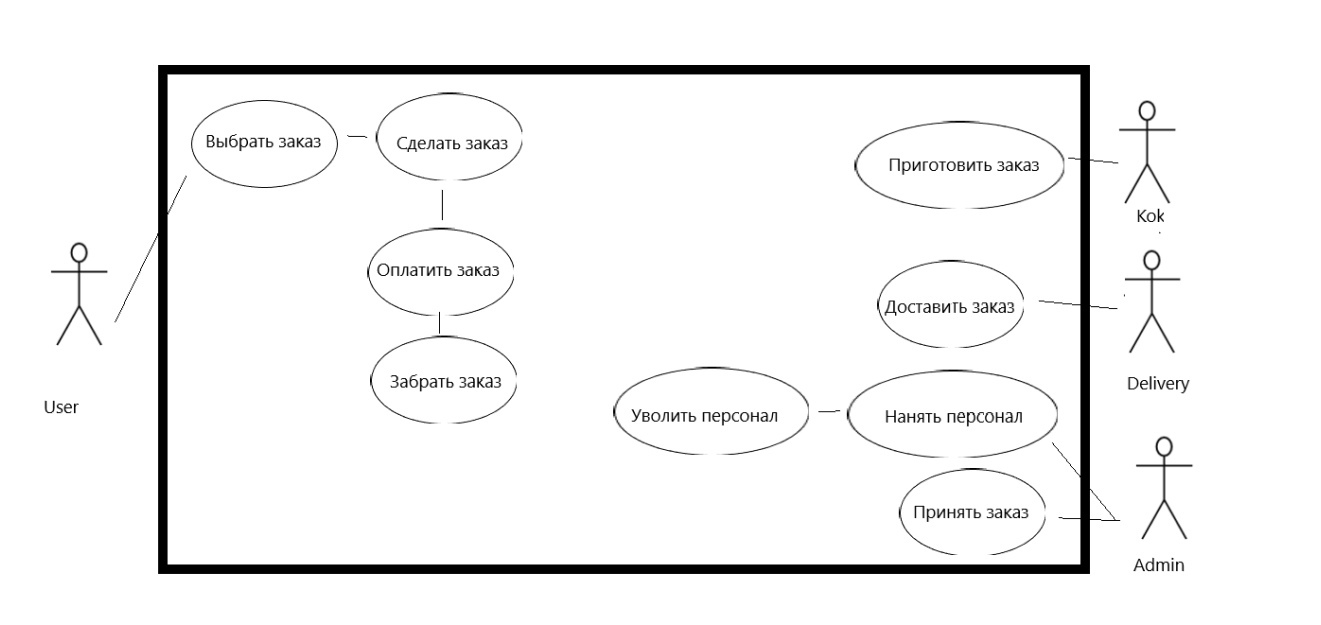 Выбрать заказ
Сделать заказ
Приготовить заказ
Kok
Оплатить заказ
Доставить заказ
Забрать заказ
Delivery
User
Уволить персонал
Нанять персонал
Принять заказ
Admin